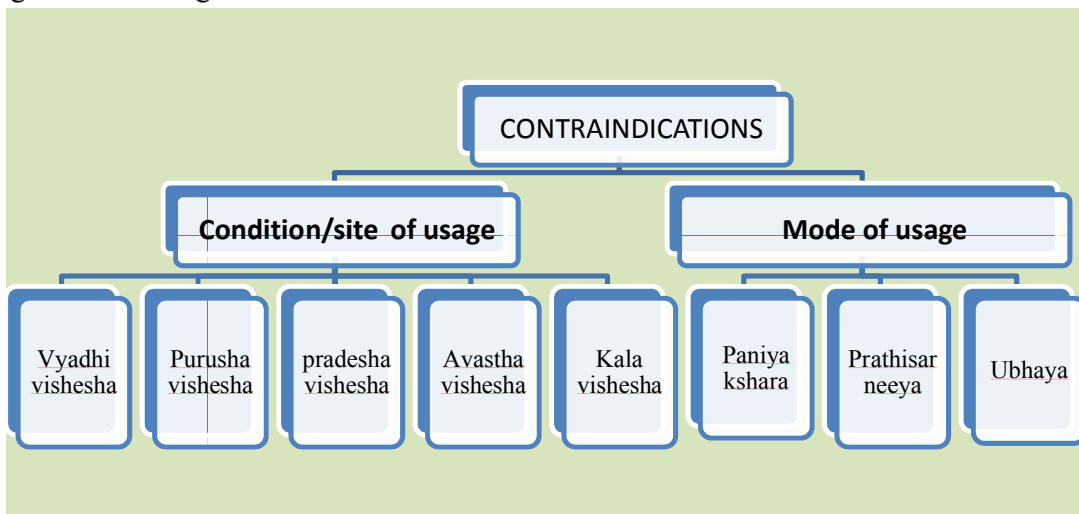 CONTRAINDICATIONS
Condition/site of usage
Mode of usage
Vyadhi
vishesha
Purusha
vishesha
pradesha
vishesha
Avastha
vishesha
Kala
vishesha
Paniya
kshara
Prathisar
neeya
Ubhaya